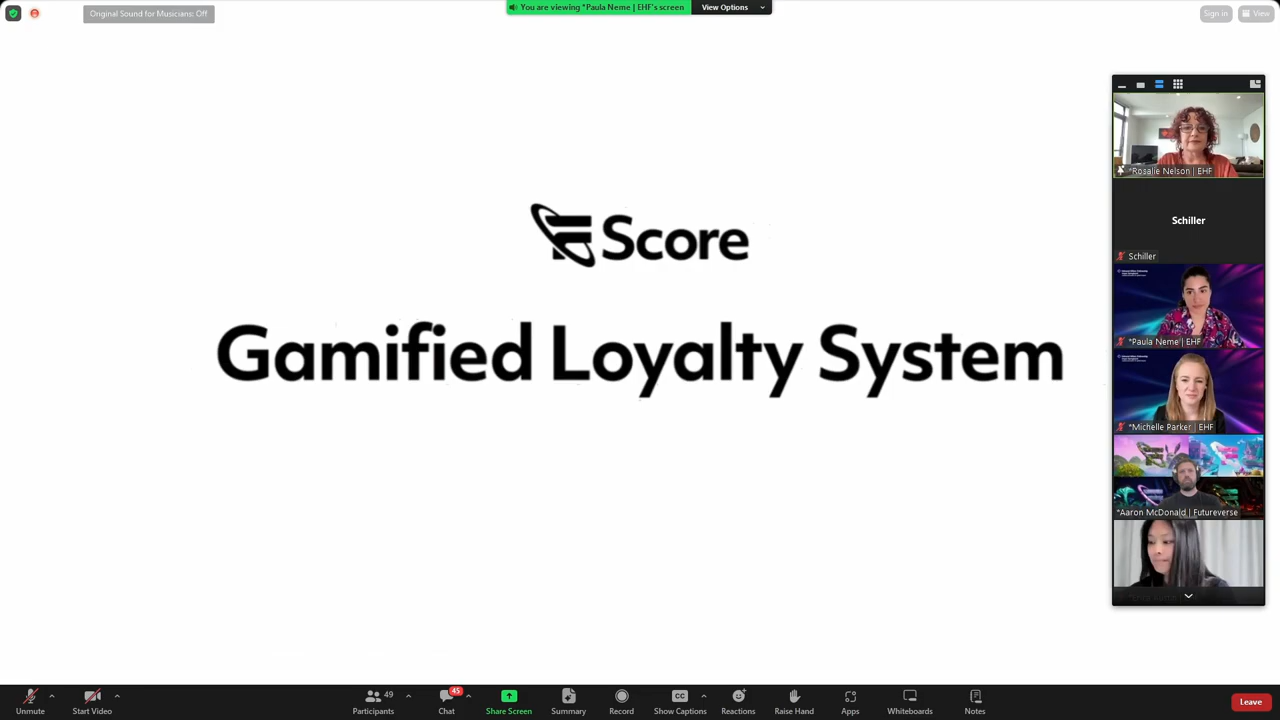 Original Sound for Musicians: Off
You are viewing *Paula Neme | EHF's screen
View Options
Sign in
View
Score
Gamified Loyalty System
*Rosalie Nelson | EHF
Schiller
Schiller
*Paula Neme | EHF
*Michelle Parker | EHF
*Aaron McDonald | Futureverse
Unmute
Start Video
49
Participants
45
Chat
Share Screen
Summary
Record
CC
Show Captions
Reactions
Raise Hand
Apps
Whiteboards
Notes
Leave